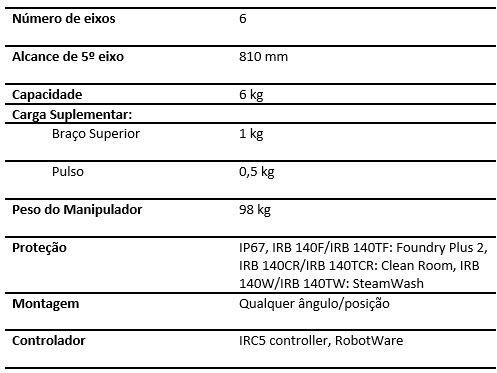 Número de eixos 6
Alcance de 5º eixo 810 mm
Capacidade 6 kg
Carga Suplementar:
Braço Superior 1 kg
Pulso 0,5 kg
Peso do Manipulador 98 kg
Proteção IP67, IRB 140F/IRB 140TF: Foundry Plus 2,
IRB 140CR/IRB 140TCR: Clean Room, IRB
140W/IRB 140TW: SteamWash
Montagem Qualquer ângulo/posição
Controlador IRC5 controller, RobotWare